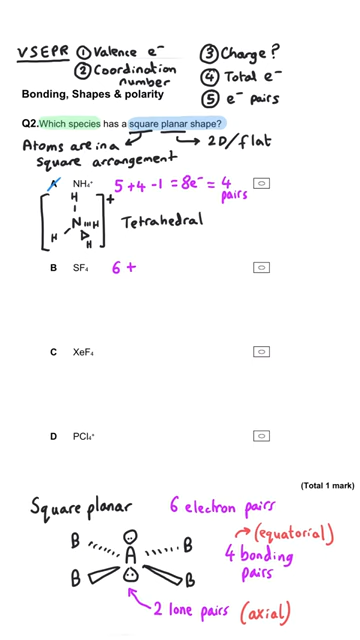 VSEPR ① Valence e⁻ ③ Charge?
② Coordination number ④ Total e⁻
⑤ e⁻ pairs
Bonding, Shapes & polarity
Q2.Which species has a square planar shape?
Atoms are in a square arrangement
2D/flat
A NH₄⁺ 5 + 4 - 1 = 8e⁻ = 4 pairs
H
N
H
H
H
+
Tetrahedral
B SF₄ 6 +
C XeF₄
D PCl₄⁺
(Total 1 mark)
Square planar
6 electron pairs
(equatorial)
4 bonding pairs
B A B
B B
2 lone pairs (axial)